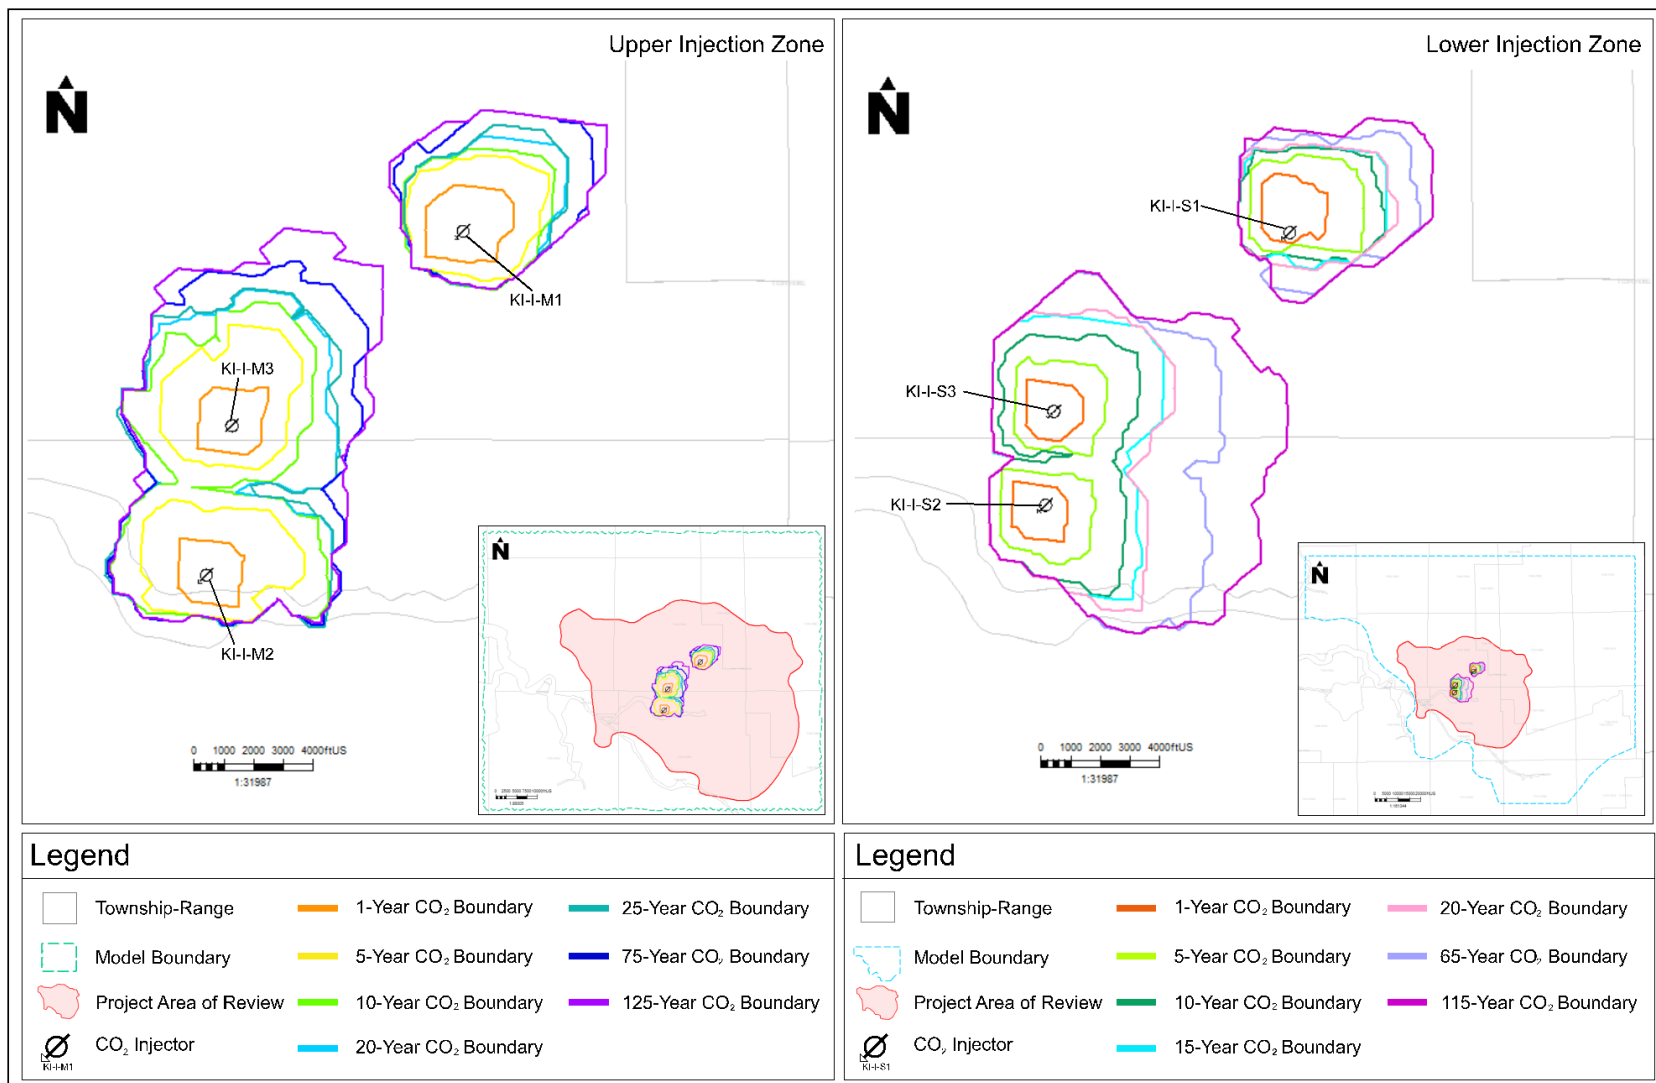 Upper Injection Zone
N
KI-I-M1
KI-I-M3
KI-I-M2
N
0 1000 2000 3000 4000ftUS
1:31987
Lower Injection Zone
N
KI-I-S1
KI-I-S3
KI-I-S2
N
0 1000 2000 3000 4000ftUS
1:31987
Legend
Township-Range
Model Boundary
Project Area of Review
CO₂ Injector
KI-I-M1
1-Year CO₂ Boundary
5-Year CO₂ Boundary
10-Year CO₂ Boundary
20-Year CO₂ Boundary
25-Year CO₂ Boundary
75-Year CO₂ Boundary
125-Year CO₂ Boundary
Legend
Township-Range
Model Boundary
Project Area of Review
CO₂ Injector
KI-I-S1
1-Year CO₂ Boundary
5-Year CO₂ Boundary
10-Year CO₂ Boundary
15-Year CO₂ Boundary
20-Year CO₂ Boundary
65-Year CO₂ Boundary
115-Year CO₂ Boundary